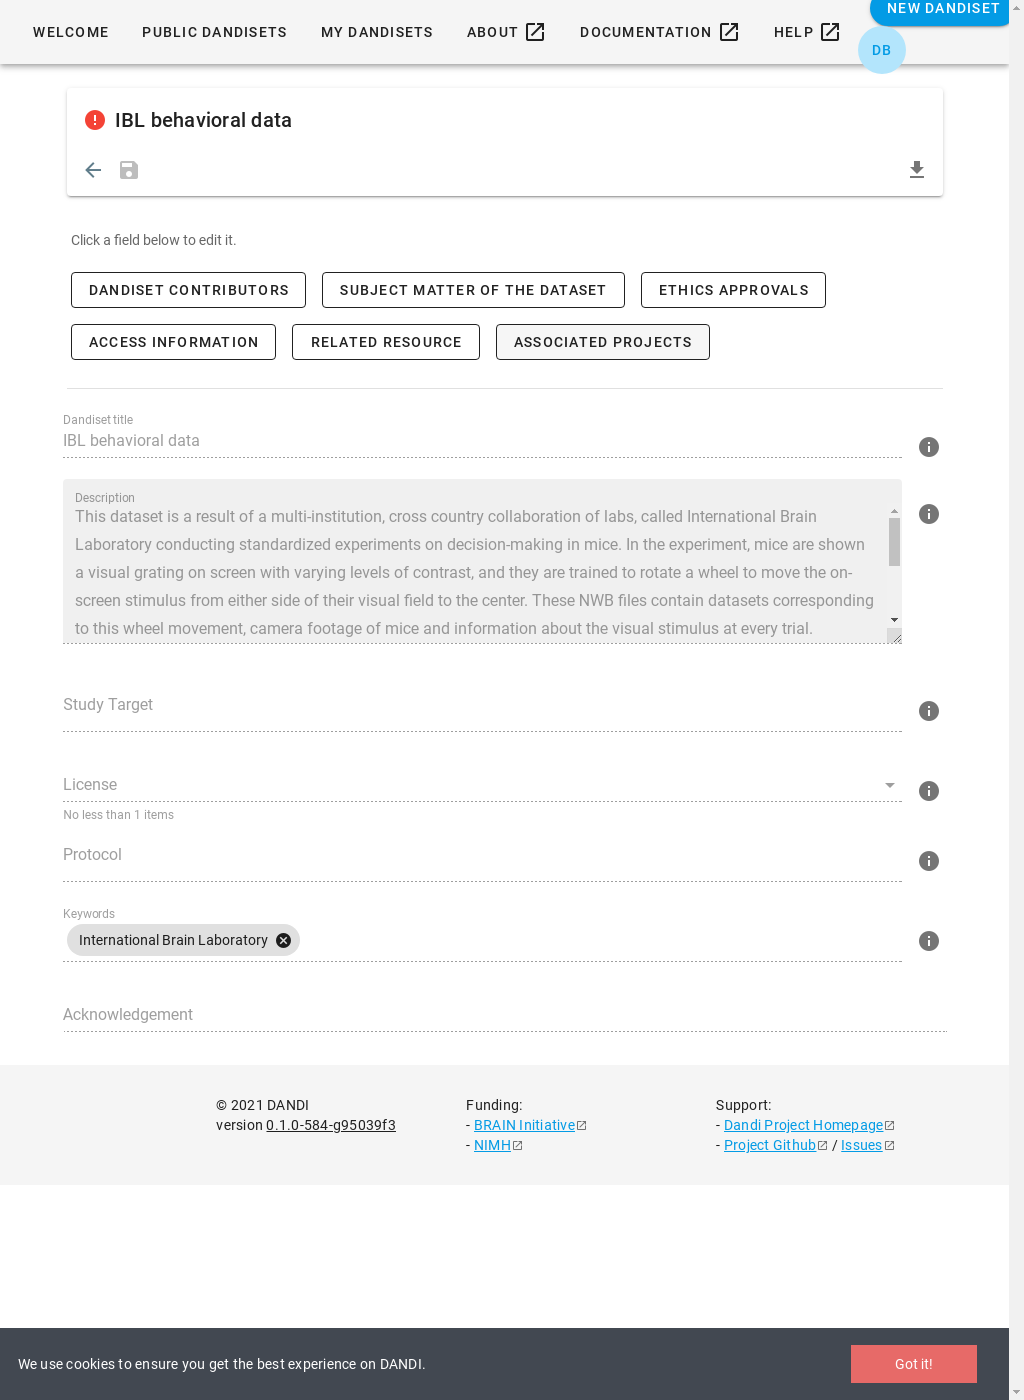 NEW DANDISET
WELCOME PUBLIC DANDISETS MY DANDISETS ABOUT DOCUMENTATION HELP
DB
IBL behavioral data
Click a field below to edit it.
DANDISET CONTRIBUTORS SUBJECT MATTER OF THE DATASET ETHICS APPROVALS
ACCESS INFORMATION RELATED RESOURCE ASSOCIATED PROJECTS
Dandiset title
IBL behavioral data
Description
This dataset is a result of a multi-institution, cross country collaboration of labs, called International Brain
Laboratory conducting standardized experiments on decision-making in mice. In the experiment, mice are shown
a visual grating on screen with varying levels of contrast, and they are trained to rotate a wheel to move the on-
screen stimulus from either side of their visual field to the center. These NWB files contain datasets corresponding
to this wheel movement, camera footage of mice and information about the visual stimulus at every trial.
Study Target
License
No less than 1 items
Protocol
Keywords
International Brain Laboratory
Acknowledgement
© 2021 DANDI
version 0.1.0-584-g95039f3
Funding:
- BRAIN Initiative
- NIMH
Support:
- Dandi Project Homepage
- Project Github / Issues
We use cookies to ensure you get the best experience on DANDI.
Got it!